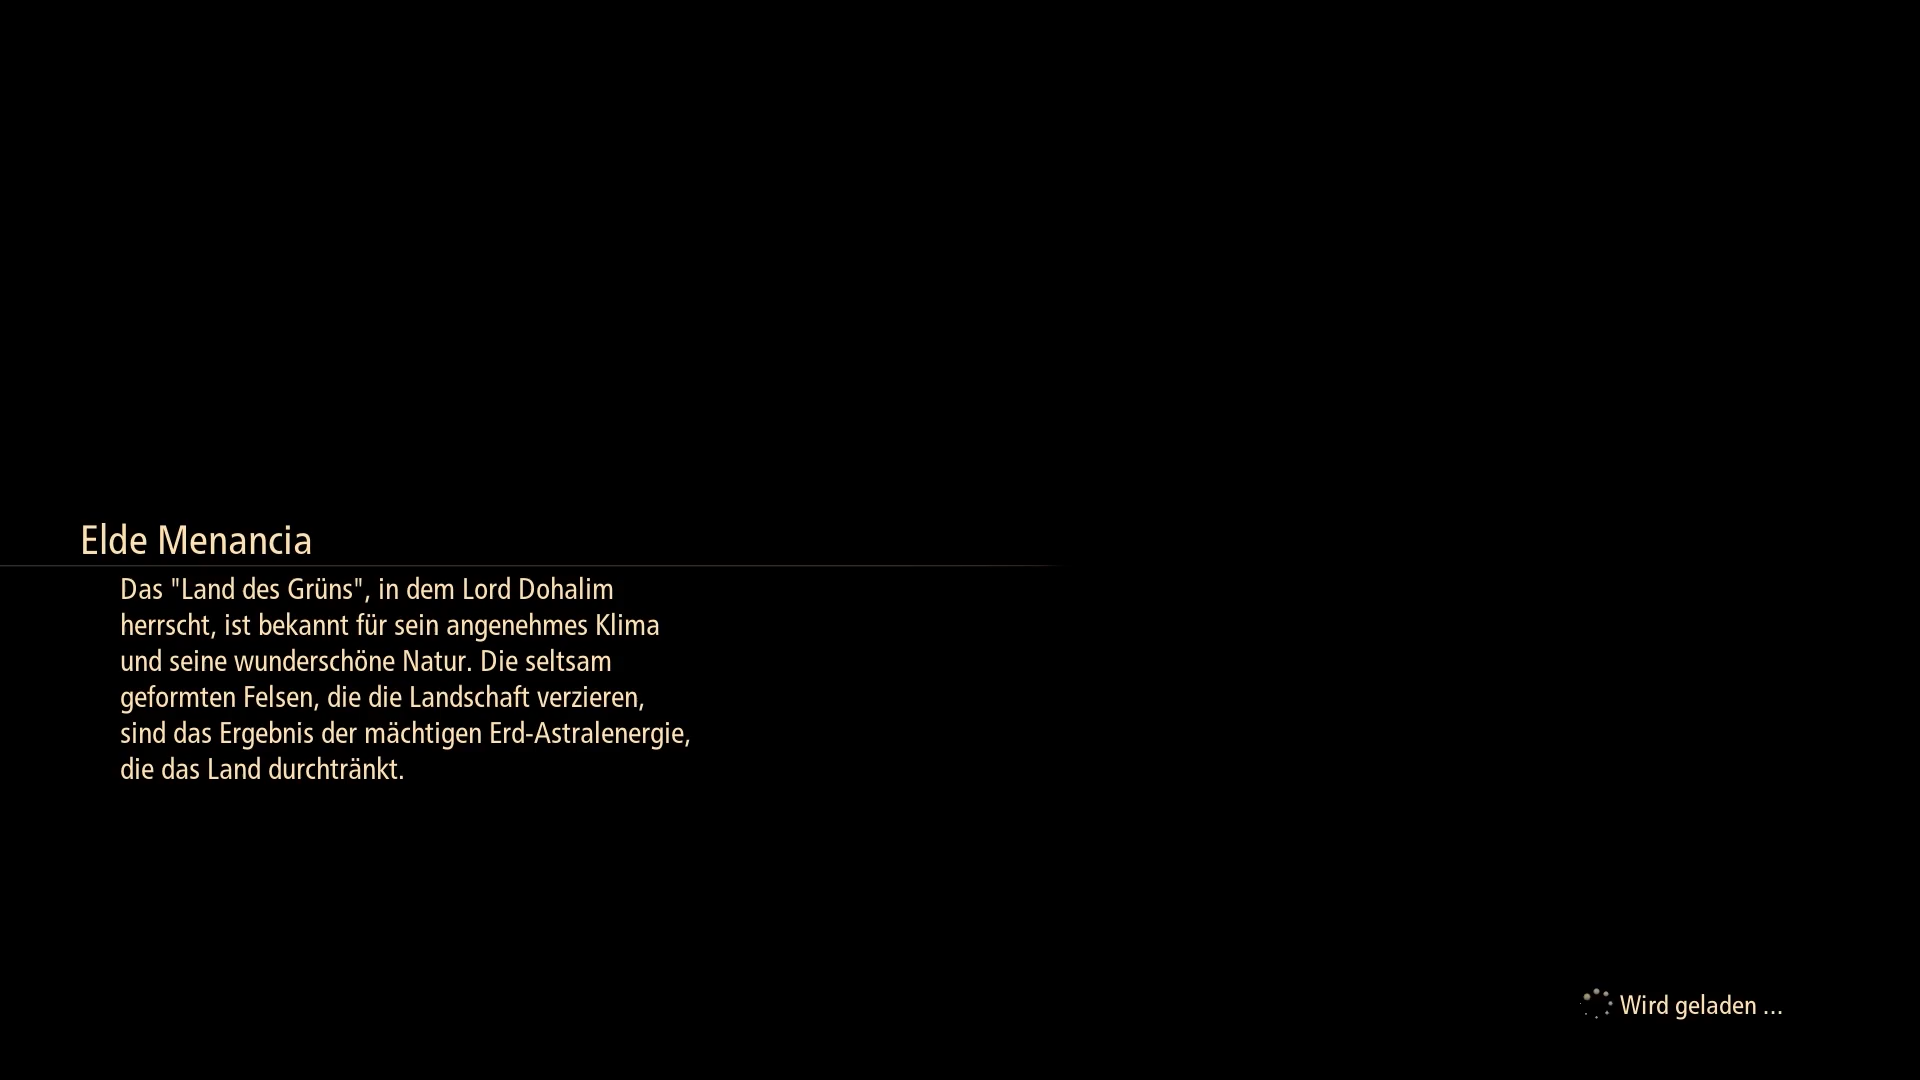 Elde Menancia
Das "Land des Grüns", in dem Lord Dohalim
herrscht, ist bekannt für sein angenehmes Klima
und seine wunderschöne Natur. Die seltsam
geformten Felsen, die die Landschaft verzieren,
sind das Ergebnis der mächtigen Erd-Astralenergie,
die das Land durchtränkt.
Wird geladen ...